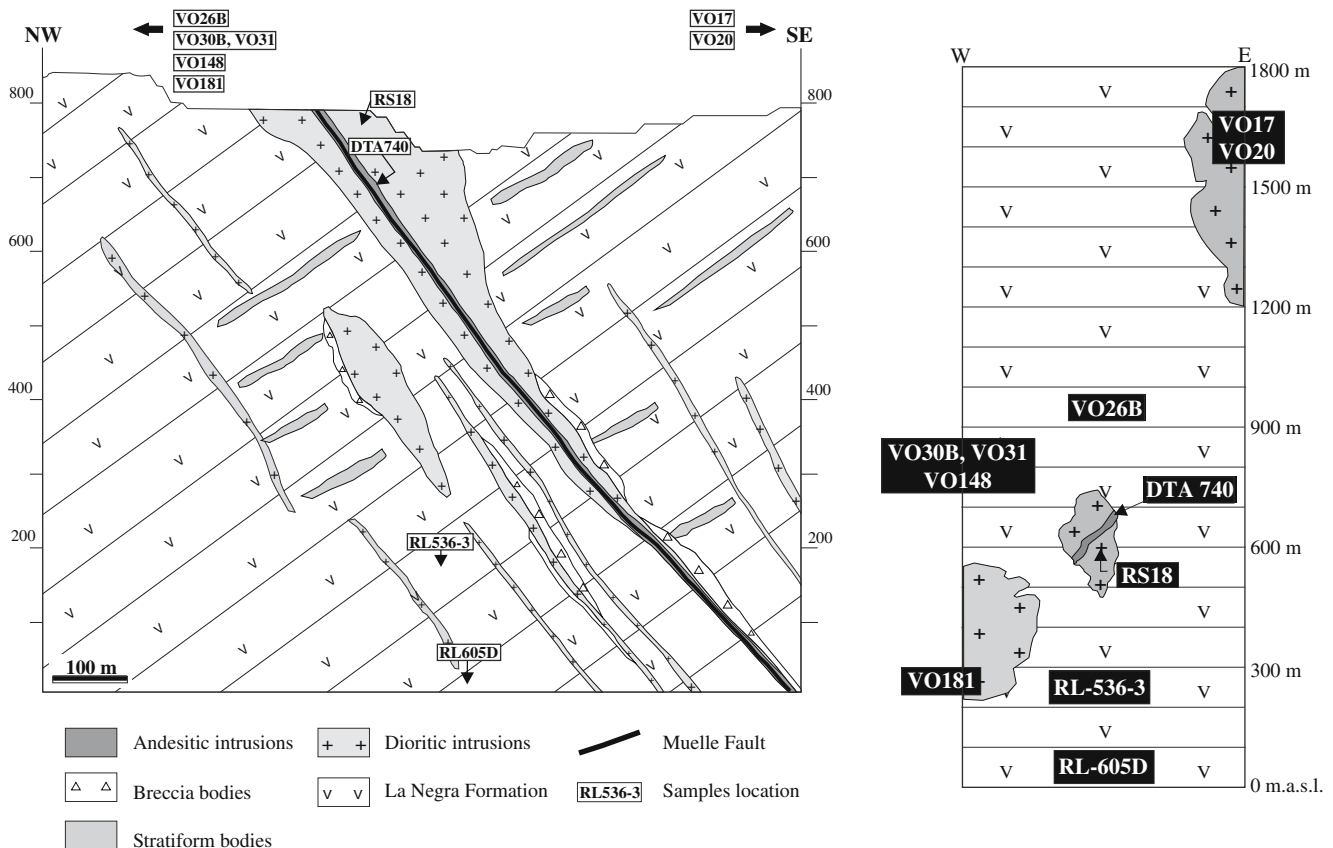 NW
VO26B
VO30B, VO31
VO148
VO181
VO17
VO20
SE
800
600
400
200
800
600
400
200
RS18
DTA740
RL536-3
RL605D
100 m
Andesitic intrusions
Dioritic intrusions
Muelle Fault
Breccia bodies
La Negra Formation
RL536-3
Samples location
Stratiform bodies
W
E
1800 m
VO17
VO20
1500 m
1200 m
VO26B
900 m
VO30B, VO31
VO148
DTA 740
600 m
RS18
300 m
VO181
RL-536-3
RL-605D
0 m.a.s.l.